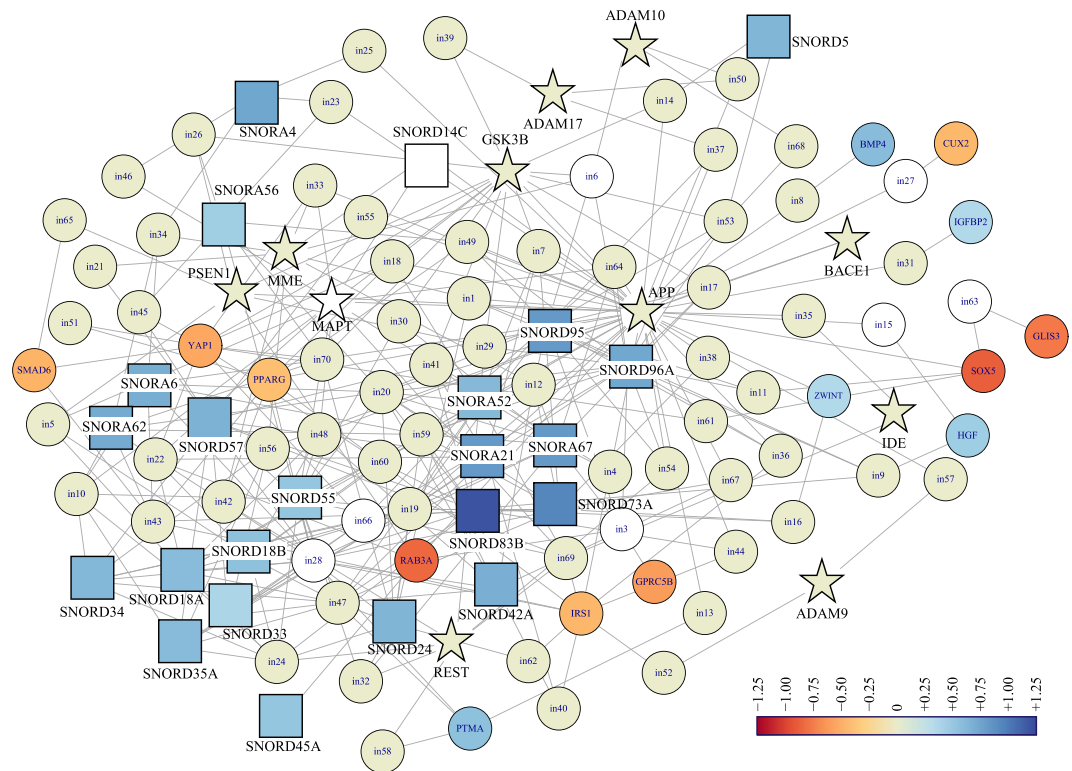 ADAM10
in39
in25
SNORD5
in50
in23
in14
SNORA4
ADAM17
SNORD14C
GSK3B
in26
in37
in68
BMP4
CUX2
in46
SNORA56
in33
in6
in27
in8
in65
in55
in53
IGFBP2
in34
in49
in7
MME
BACE1
in21
PSEN1
in18
in64
in31
in17
APP
in1
in63
in45
MAPT
in51
in30
SNORD95
in35
in15
GLIS3
YAP1
in29
in70
in41
in38
SMAD6
SNORA6
PPARG
SNORD96A
SOX5
in20
in12
in11
ZWINT
SNORA52
IDE
in5
SNORA62
SNORD57
in48
in59
in61
HGF
in56
SNORA21
SNORA67
in22
in60
in4
in54
in36
in10
in67
in9
in57
in42
SNORD55
SNORD73A
in19
in43
in66
in16
in3
SNORD83B
SNORD18B
in28
RAB3A
in69
in44
SNORD34
SNORD18A
GPRC5B
in47
SNORD33
SNORD42A
IRS1
in13
ADAM9
SNORD24
SNORD35A
in24
REST
in62
in52
in32
in40
PTMA
SNORD45A
in58
-1.25
-1.00
-0.75
-0.50
-0.25
0
+0.25
+0.50
+0.75
+1.00
+1.25